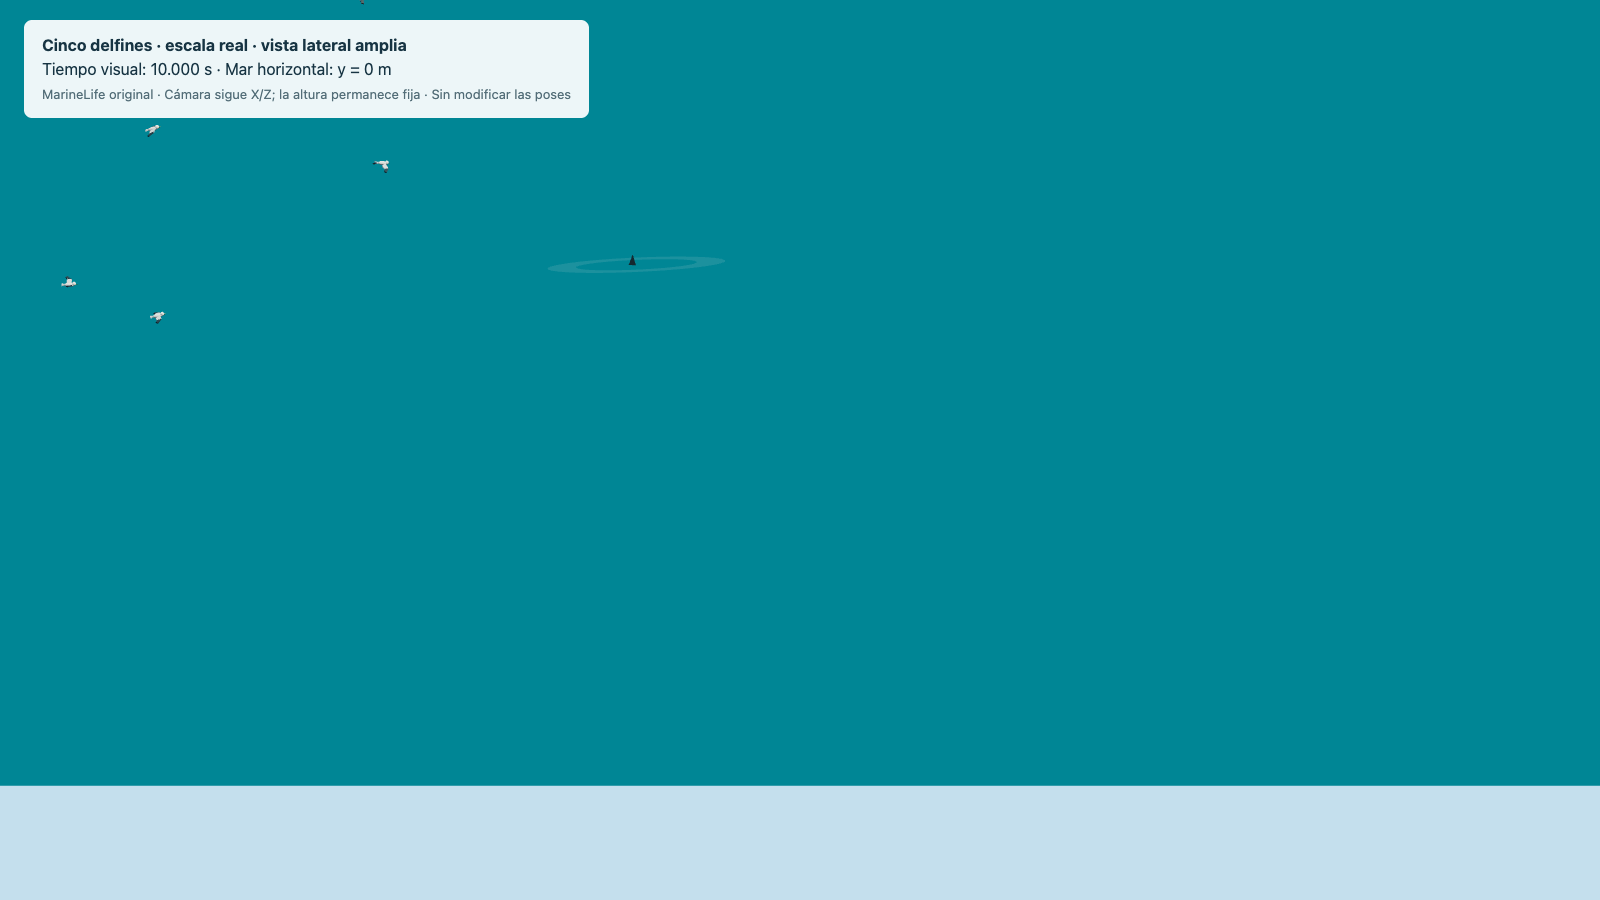 Cinco delfines · escala real · vista lateral amplia
Tiempo visual: 10.000 s · Mar horizontal: y = 0 m
MarineLife original · Cámara sigue X/Z; la altura permanece fija · Sin modificar las poses